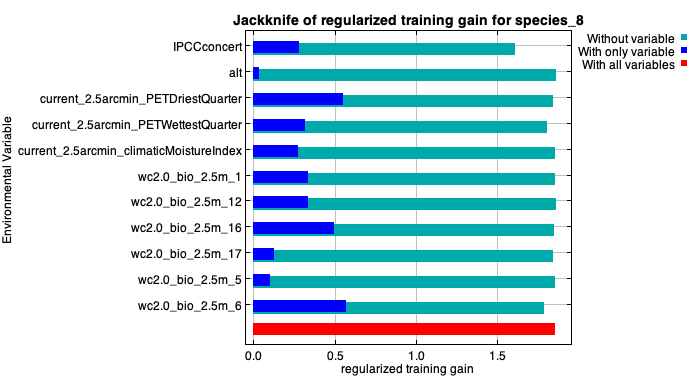 Jackknife of regularized training gain for species_8
Without variable
With only variable
With all variables
Environmental Variable
IPCCconcert
alt
current_2.5arcmin_PETDriestQuarter
current_2.5arcmin_PETWettestQuarter
current_2.5arcmin_climaticMoistureIndex
wc2.0_bio_2.5m_1
wc2.0_bio_2.5m_12
wc2.0_bio_2.5m_16
wc2.0_bio_2.5m_17
wc2.0_bio_2.5m_5
wc2.0_bio_2.5m_6
0.0 0.5 1.0 1.5
regularized training gain